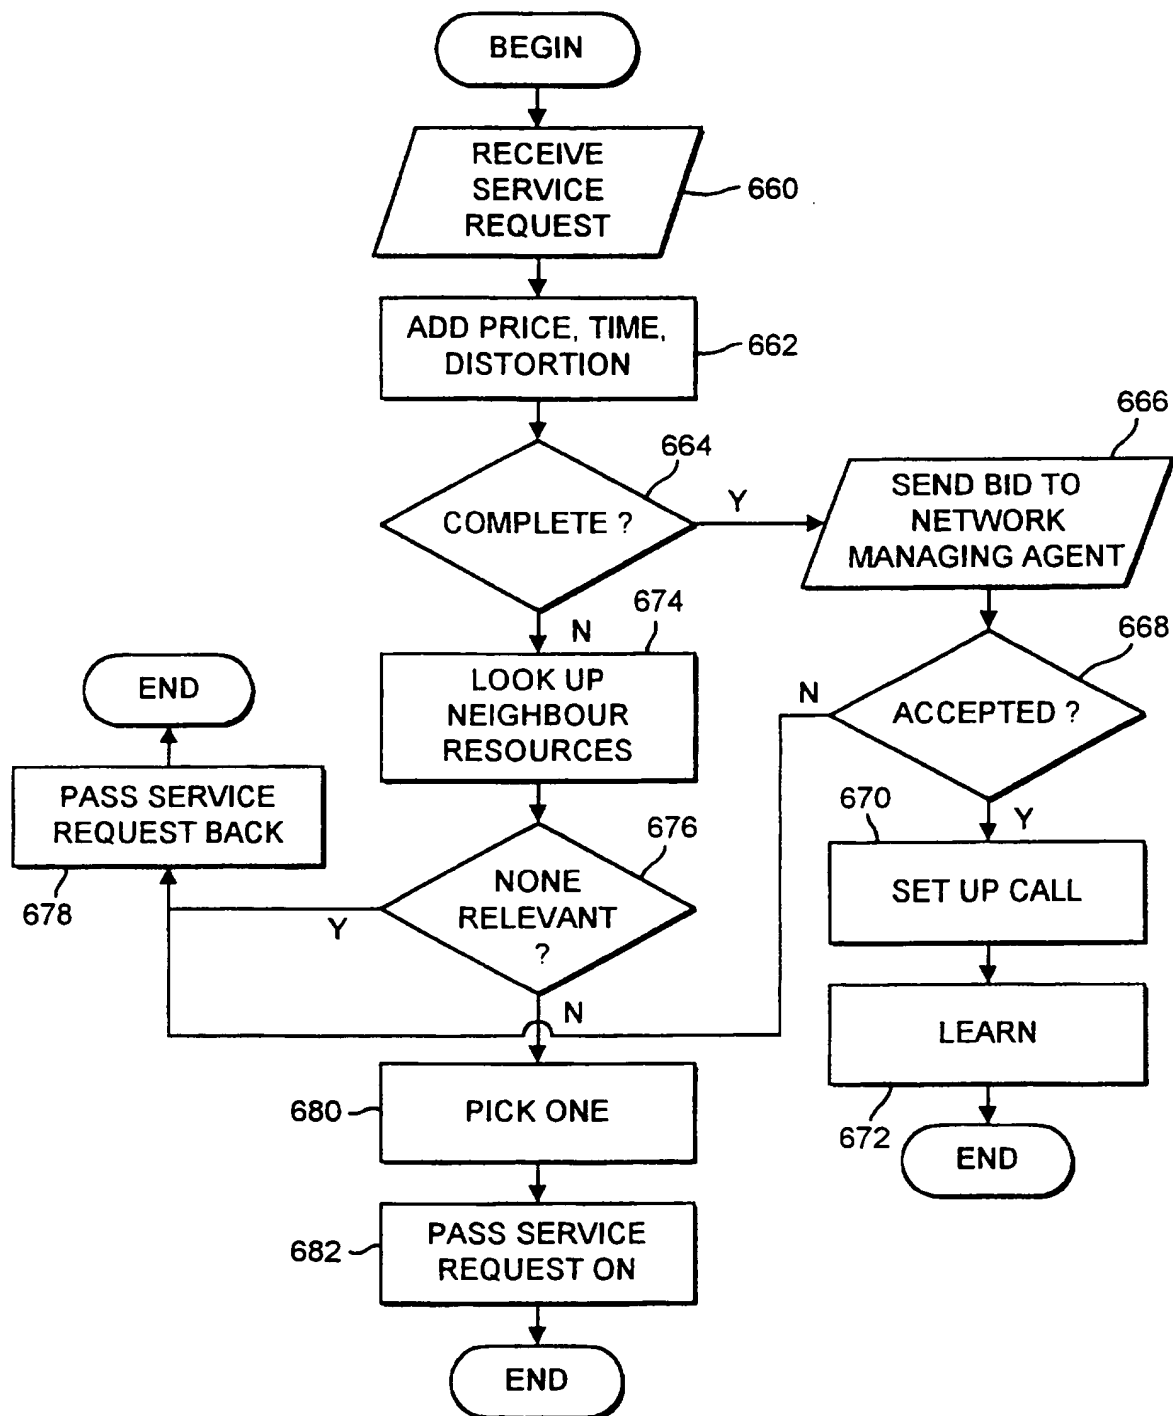 BEGIN
RECEIVE
SERVICE
REQUEST
660
ADD PRICE, TIME,
DISTORTION
662
COMPLETE ?
664
Y
N
SEND BID TO
NETWORK
MANAGING AGENT
666
ACCEPTED ?
668
N
Y
670
SET UP CALL
LEARN
672
END
674
LOOK UP
NEIGHBOUR
RESOURCES
676
NONE
RELEVANT
?
Y
N
END
PASS SERVICE
REQUEST BACK
678
680
PICK ONE
682
PASS SERVICE
REQUEST ON
END